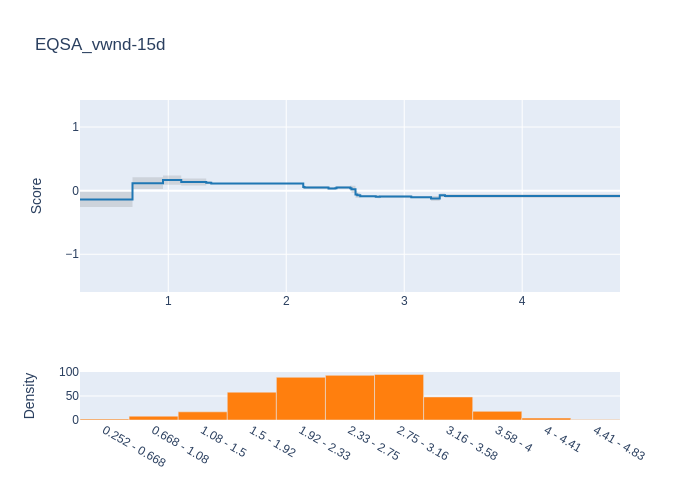 EQSA_vwnd-15d
Score
1
0
−1
1
2
3
4
Density
100
50
0
0.252 - 0.668
0.668 - 1.08
1.08 - 1.5
1.5 - 1.92
1.92 - 2.33
2.33 - 2.75
2.75 - 3.16
3.16 - 3.58
3.58 - 4
4 - 4.41
4.41 - 4.83